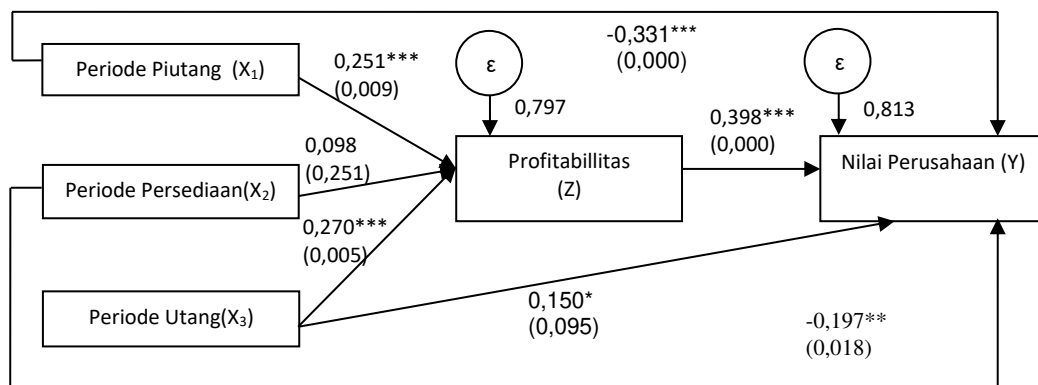 -0,331***
(0,000)
Periode Piutang (X₁)
0,251***
(0,009)
ε
0,797
ε
0,813
0,398***
(0,000)
Profitabillitas
(Z)
Nilai Perusahaan (Y)
0,098
(0,251)
Periode Persediaan(X₂)
0,270***
(0,005)
Periode Utang(X₃)
0,150*
(0,095)
-0,197**
(0,018)